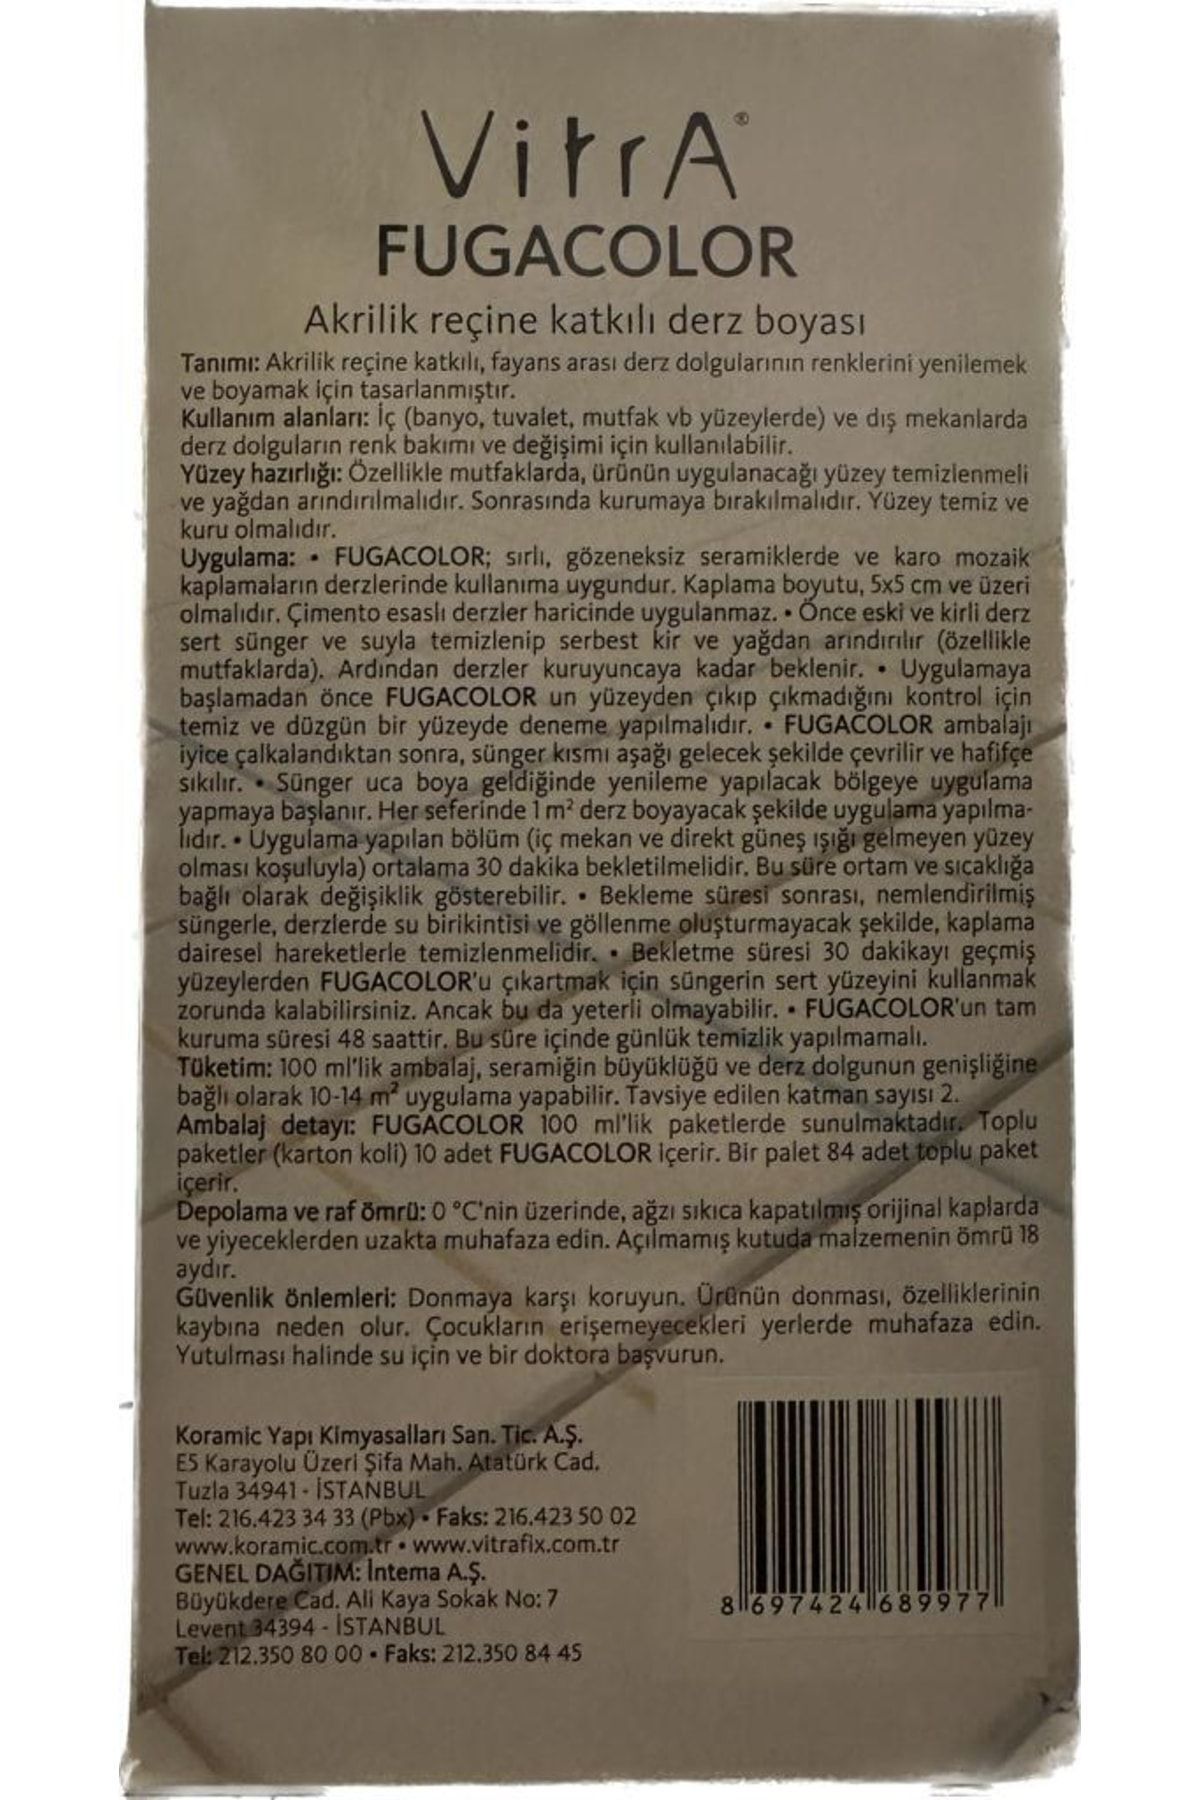 VitrA®
FUGACOLOR
Akrilik reçine katkılı derz boyası
Tanımı: Akrilik reçine katkılı, fayans arası derz dolgularının renklerini yenilemek
ve boyamak için tasarlanmıştır.
Kullanım alanları: İç (banyo, tuvalet, mutfak vb yüzeylerde) ve dış mekanlarda
derz dolguların renk bakımı ve değişimi için kullanılabilir.
Yüzey hazırlığı: Özellikle mutfaklarda, ürünün uygulanacağı yüzey temizlenmeli
ve yağdan arındırılmalıdır. Sonrasında kurumaya bırakılmalıdır. Yüzey temiz ve
kuru olmalıdır.
Uygulama: • FUGACOLOR; sırlı, gözeneksiz seramiklerde ve karo mozaik
kaplamaların derzlerinde kullanıma uygundur. Kaplama boyutu, 5x5 cm ve üzeri
olmalıdır. Çimento esaslı derzler haricinde uygulanmaz. • Önce eski ve kirli derz
sert sünger ve suyla temizlenip serbest kir ve yağdan arındırılır (özellikle
mutfaklarda). Ardından derzler kuruyuncaya kadar beklenir. • Uygulamaya
başlamadan önce FUGACOLOR un yüzeyden çıkıp çıkmadığını kontrol için
temiz ve düzgün bir yüzeyde deneme yapılmalıdır. • FUGACOLOR ambalajı
iyice çalkalandıktan sonra, sünger kısmı aşağı gelecek şekilde çevrilir ve hafifçe
sıkılır. • Sünger uca boya geldiğinde yenileme yapılacak bölgeye uygulama
yapmaya başlanır. Her seferinde 1 m² derz boyayacak şekilde uygulama yapılma-
lıdır. • Uygulama yapılan bölüm (iç mekan ve direkt güneş ışığı gelmeyen yüzey
olması koşuluyla) ortalama 30 dakika bekletilmelidir. Bu süre ortam ve sıcaklığa
bağlı olarak değişiklik gösterebilir. • Bekleme süresi sonrası, nemlendirilmiş
süngerle, derzlerde su birikintisi ve göllenme oluşturmayacak şekilde, kaplama
dairesel hareketlerle temizlenmelidir. • Bekletme süresi 30 dakikayı geçmiş
yüzeylerden FUGACOLOR'u çıkartmak için süngerin sert yüzeyini kullanmak
zorunda kalabilirsiniz. Ancak bu da yeterli olmayabilir. • FUGACOLOR'un tam
kuruma süresi 48 saattir. Bu süre içinde günlük temizlik yapılmamalı.
Tüketim: 100 ml'lik ambalaj, seramiğin büyüklüğü ve derz dolgunun genişliğine
bağlı olarak 10-14 m² uygulama yapabilir. Tavsiye edilen katman sayısı 2.
Ambalaj detayı: FUGACOLOR 100 ml'lik paketlerde sunulmaktadır. Toplu
paketler (karton koli) 10 adet FUGACOLOR içerir. Bir palet 84 adet toplu paket
içerir.
Depolama ve raf ömrü: 0 °C'nin üzerinde, ağzı sıkıca kapatılmış orijinal kaplarda
ve yiyeceklerden uzakta muhafaza edin. Açılmamış kutuda malzemenin ömrü 18
aydır.
Güvenlik önlemleri: Donmaya karşı koruyun. Ürünün donması, özelliklerinin
kaybına neden olur. Çocukların erişemeyecekleri yerlerde muhafaza edin.
Yutulması halinde su için ve bir doktora başvurun.
Koramic Yapı Kimyasalları San. Tic. A.Ş.
E5 Karayolu Üzeri Şifa Mah. Atatürk Cad.
Tuzla 34941 - İSTANBUL
Tel: 216.423 34 33 (Pbx) • Faks: 216.423 50 02
www.koramic.com.tr • www.vitrafix.com.tr
GENEL DAĞITIM: İntema A.Ş.
Büyükdere Cad. Ali Kaya Sokak No: 7
Levent 34394 - İSTANBUL
Tel: 212.350 80 00 • Faks: 212.350 84 45
8 697424 689977